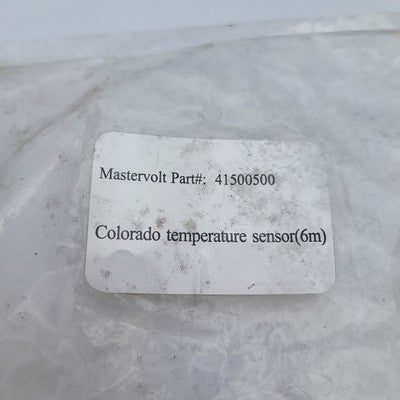 Mastervolt Part#: 41500500
Colorado temperature sensor(6m)